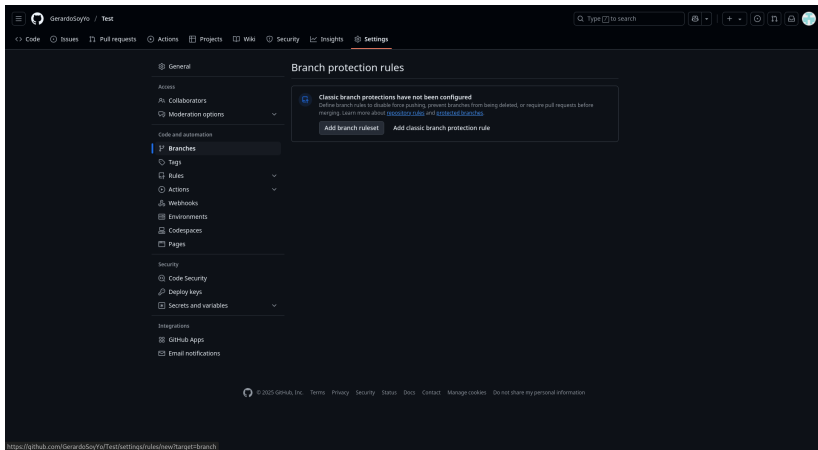 GerardoSoyYo / Test
Type / to search
Code Issues Pull requests Actions Projects Wiki Security Insights Settings
General
Access
Collaborators
Moderation options
Code and automation
Branches
Tags
Rules
Actions
Webhooks
Environments
Codespaces
Pages
Security
Code Security
Deploy keys
Secrets and variables
Integrations
GitHub Apps
Email notifications
Branch protection rules
Classic branch protections have not been configured
Define branch rules to disable force pushing, prevent branches from being deleted, or require pull requests before
merging. Learn more about repository rules and protected branches.
Add branch ruleset Add classic branch protection rule
© 2025 GitHub, Inc. Terms Privacy Security Status Docs Contact Manage cookies Do not share my personal information
https://github.com/GerardoSoyYo/Test/settings/rules/new?target=branch